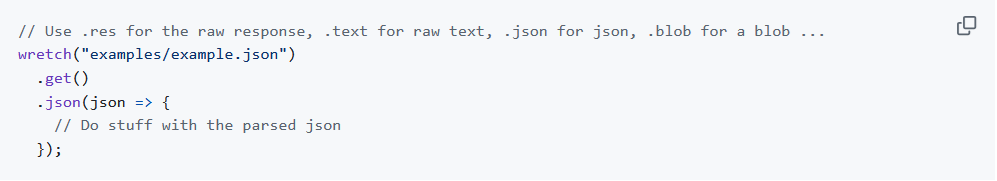 // Use .res for the raw response, .text for raw text, .json for json, .blob for a blob ...
wretch("examples/example.json")
  .get()
  .json(json => {
    // Do stuff with the parsed json
  });